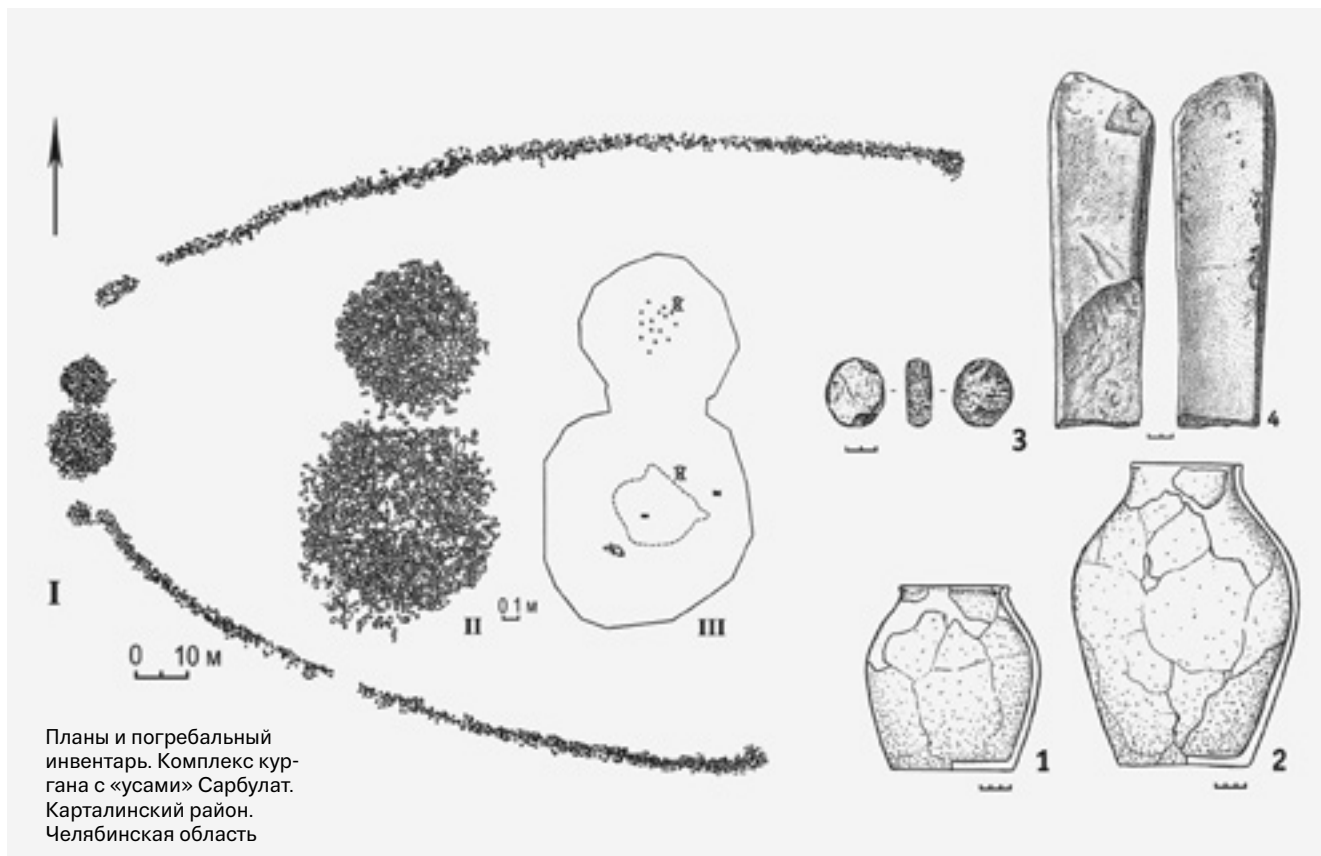 3
4
I
0 1 м
II
III
0 10 м
1
2
Планы и погребальный
инвентарь. Комплекс кур-
гана с «усами» Сарбулат.
Карталинский район.
Челябинская область